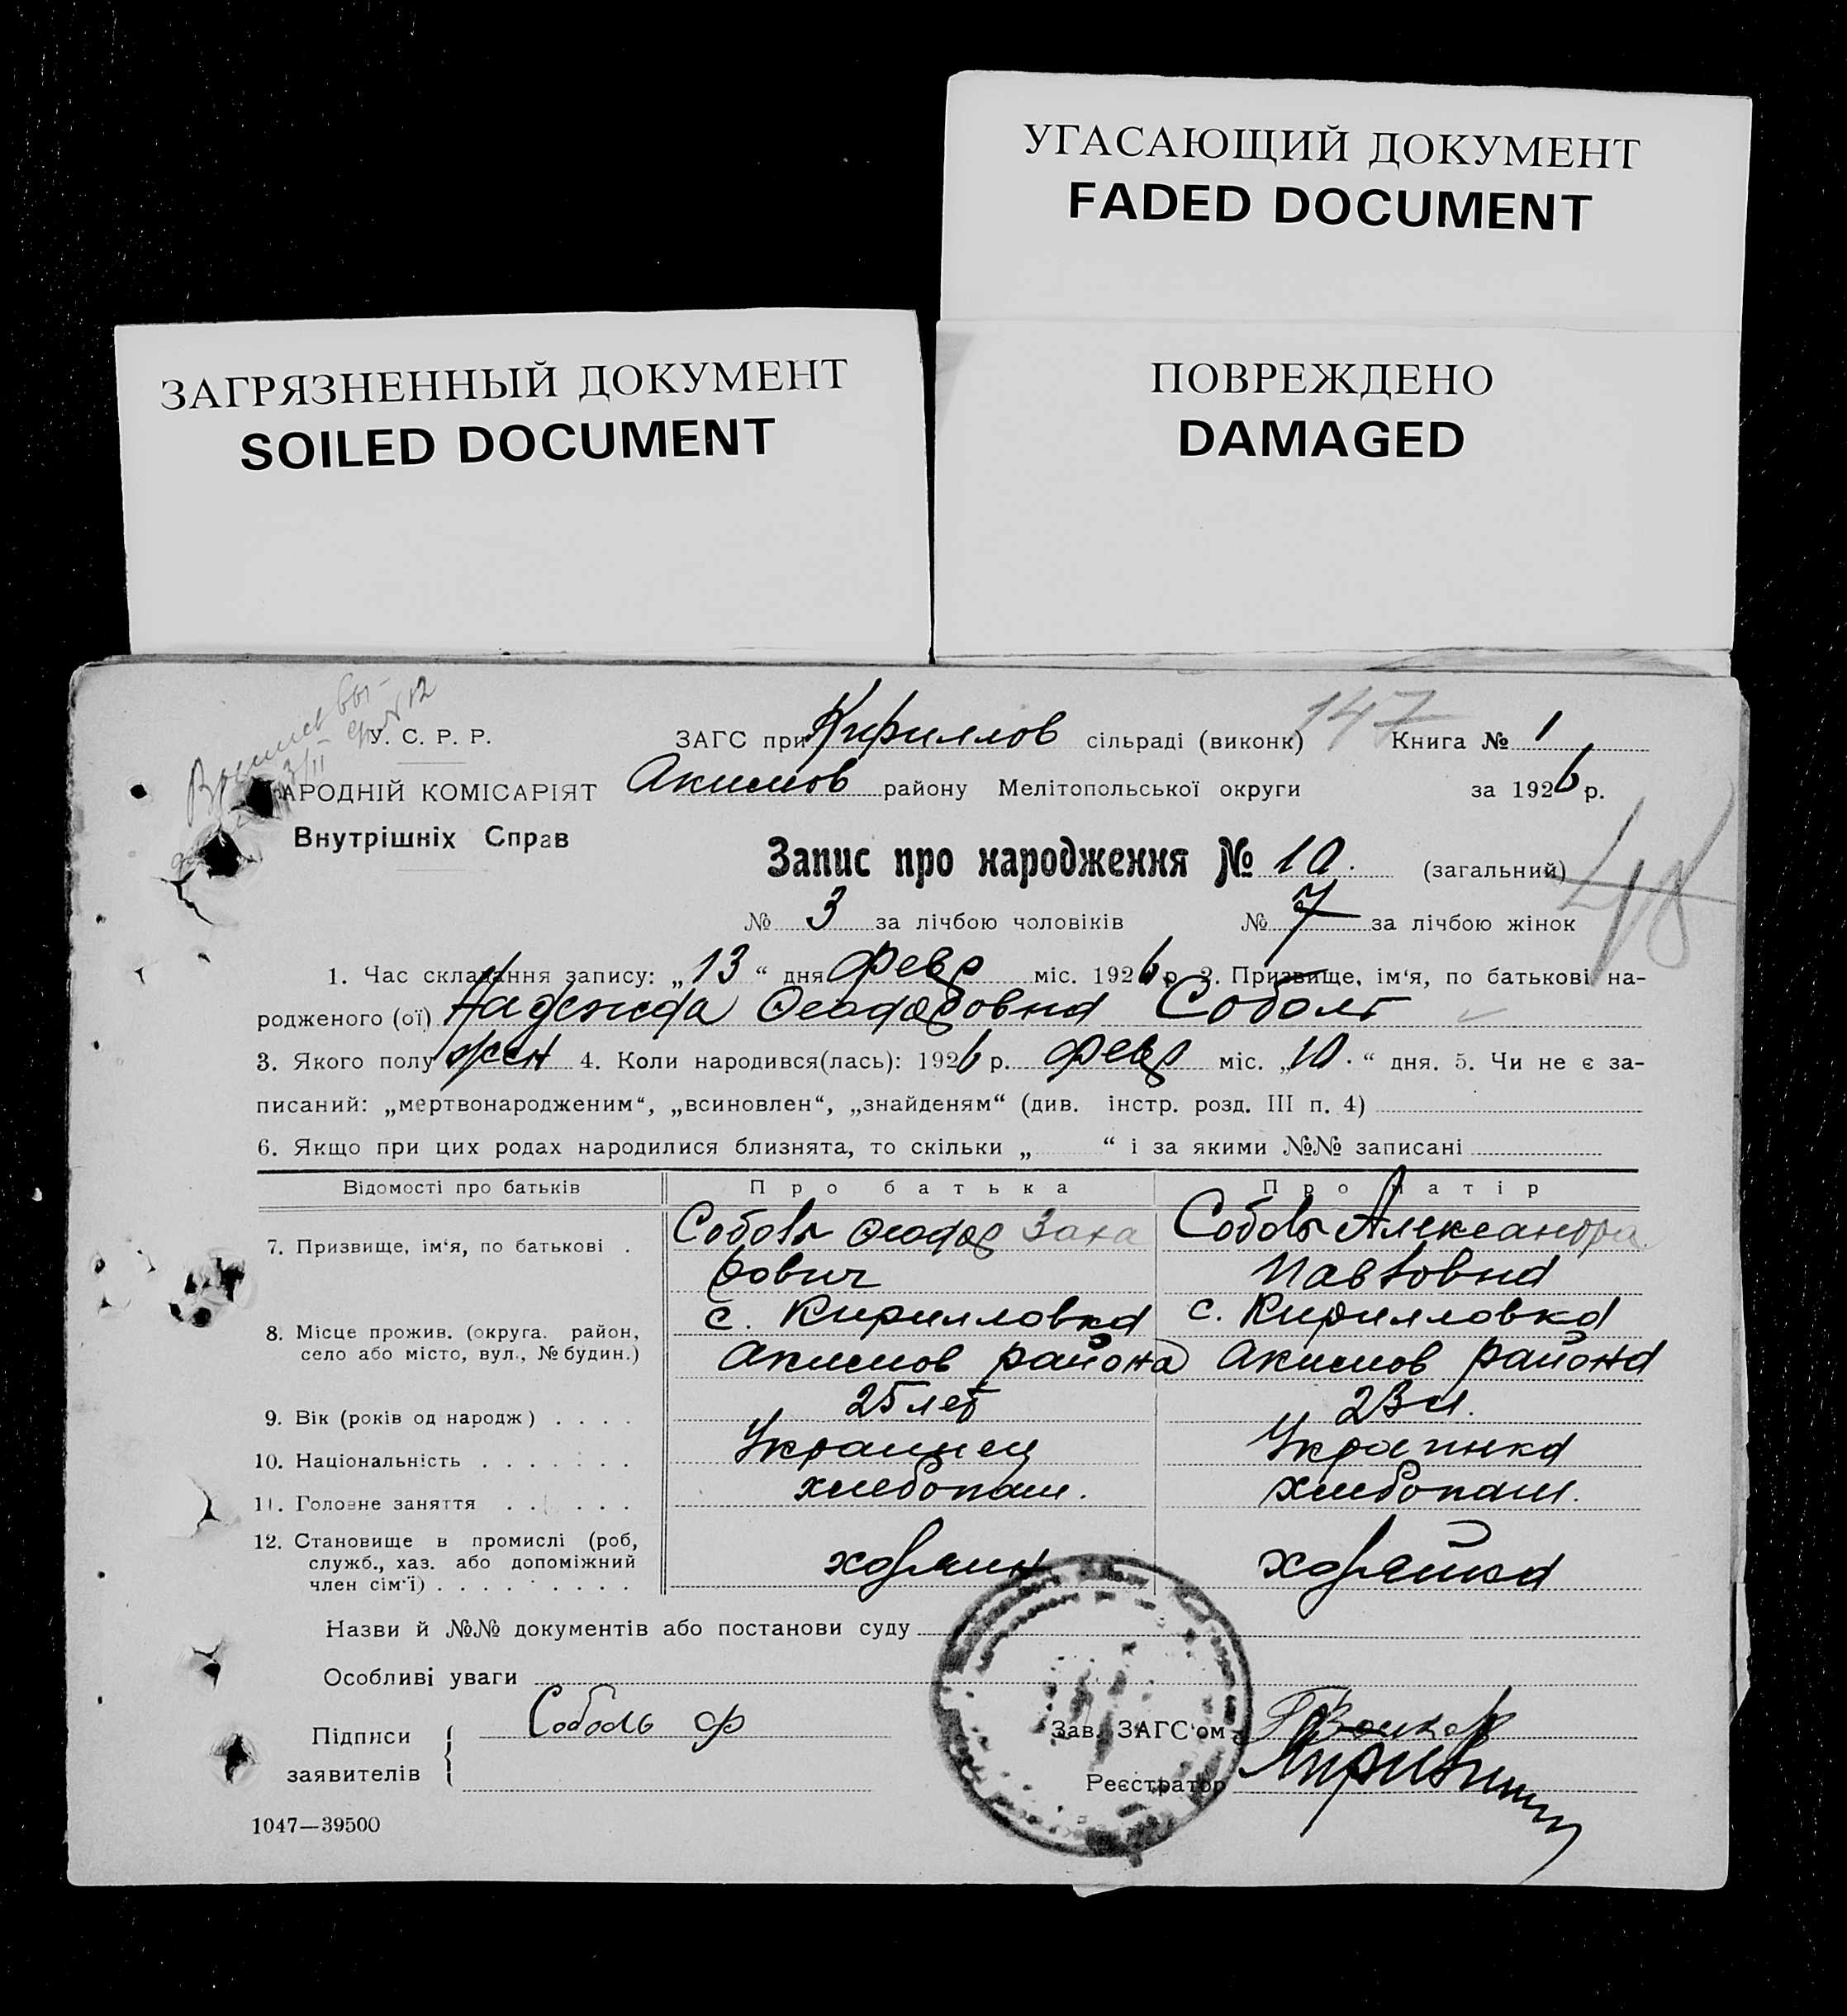 УГАСАЮЩИЙ ДОКУМЕНТ
FADED DOCUMENT
ЗАГРЯЗНЕННЫЙ ДОКУМЕНТ
SOILED DOCUMENT
ПОВРЕЖДЕНО
DAMAGED
147
У. С. Р. Р. ЗАГС при Кириллов сільраді (виконк) Книга № 1
АРОДНІЙ КОМІСАРІЯТ Акимов району Мелітопольської округи за 1926 р.
Внутрішніх Справ
Запис про народження № 10. (загальний) 48
№ 3 за лічбою чоловіків № 7 за лічбою жінок
1. Час складання запису: „13“ дня Февр міс. 1926 р. 2. Призвище, ім‘я, по батькові на-
родженого (ої) Надежда Феодоровна Соболь
3. Якого полу жен 4. Коли народився(лась): 1926 р. Февр міс. „10.“ дня. 5. Чи не є за-
писаний: „мертвонародженим“, „всиновлен“, „знайденям“ (див. інстр. розд. III п. 4)
6. Якщо при цих родах народилися близнята, то скільки „ “ і за якими №№ записані
Відомості про батьків Про батька Про матір
7. Призвище, ім‘я, по батькові . Соболь Феодор Заха Соболь Александра
рович Павловна
8. Місце прожив. (округа. район, с. Кирилловка с. Кирилловка
село або місто, вул., № будин.) Акимов района Акимов района
9. Вік (років од народж) . . . . 25 лет 23 л.
10. Національність . . . . . . . Украинец Украинка
11. Головне заняття . . . . . . хлебопаш. хлебопаш.
12. Становище в промислі (роб,
служб., хаз. або допоміжний хозяин хозяйка
член сім‘ї) . . . . . . . . .
Назви й №№ документів або постанови суду
Особливі уваги
Підписи Соболь Ф Зав. ЗАГС‘ом
заявителів Реєстратор
1047—39500